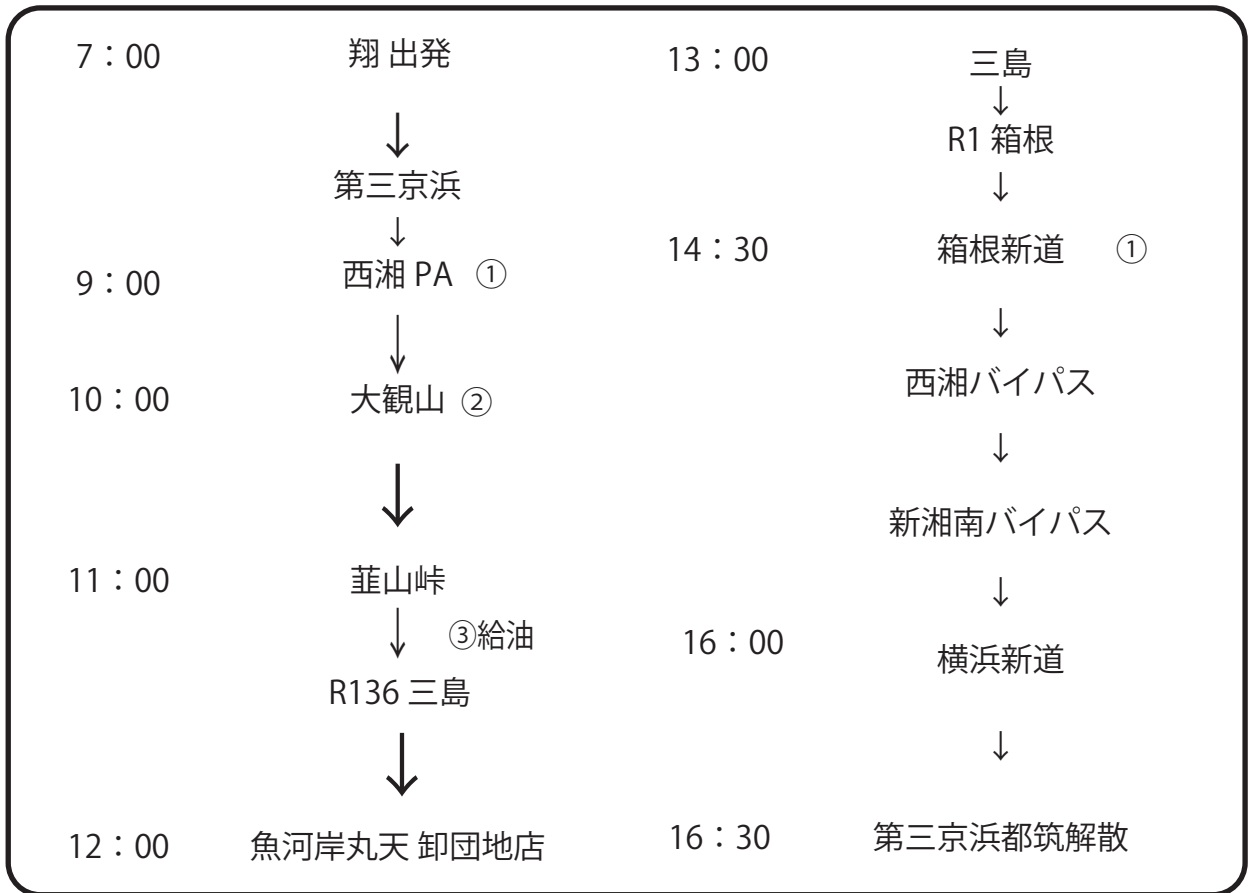 7：00 翔 出発
↓
第三京浜
↓
9：00 西湘 PA ①
↓
10：00 大観山 ②
↓
11：00 韮山峠
↓ ③給油
R136 三島
↓
12：00 魚河岸丸天 卸団地店
13：00 三島
↓
R1 箱根
↓
14：30 箱根新道 ①
↓
西湘バイパス
↓
新湘南バイパス
↓
16：00 横浜新道
↓
16：30 第三京浜都筑解散